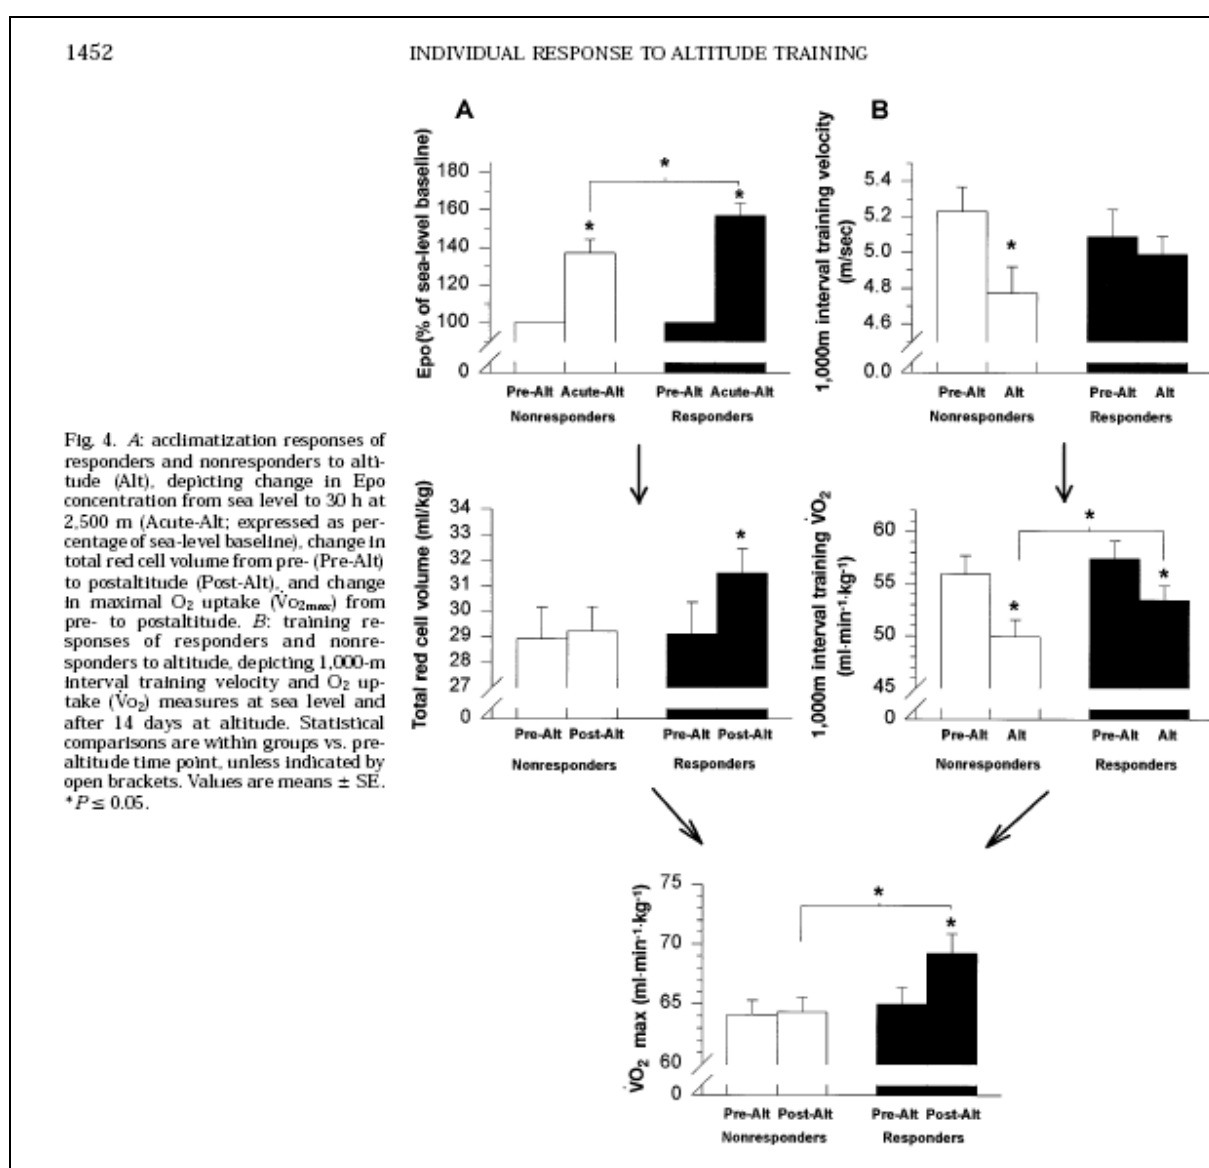 1452
INDIVIDUAL RESPONSE TO ALTITUDE TRAINING
Fig. 4. A: acclimatization responses of
responders and nonresponders to alti-
tude (Alt), depicting change in Epo
concentration from sea level to 30 h at
2,500 m (Acute-Alt; expressed as per-
centage of sea-level baseline), change in
total red cell volume from pre- (Pre-Alt)
to postaltitude (Post-Alt), and change
in maximal O₂ uptake (V̇O₂max) from
pre- to postaltitude. B: training re-
sponses of responders and nonre-
sponders to altitude, depicting 1,000-m
interval training velocity and O₂ up-
take (V̇O₂) measures at sea level and
after 14 days at altitude. Statistical
comparisons are within groups vs. pre-
altitude time point, unless indicated by
open brackets. Values are means ± SE.
*P ≤ 0.05.
A
Epo (% of sea-level baseline)
180
160
140
120
100
0
*
*
*
Pre-Alt Acute-Alt Pre-Alt Acute-Alt
Nonresponders Responders
B
1,000m interval training velocity
(m/sec)
5.4
5.2
5.0
4.8
4.6
0.0
*
Pre-Alt Alt Pre-Alt Alt
Nonresponders Responders
Total red cell volume (ml/kg)
34
33
32
31
30
29
28
27
0
*
Pre-Alt Post-Alt Pre-Alt Post-Alt
Nonresponders Responders
1,000m interval training V̇O₂
(ml·min⁻¹·kg⁻¹)
60
55
50
45
0
*
*
*
Pre-Alt Alt Pre-Alt Alt
Nonresponders Responders
V̇O₂ max (ml·min⁻¹·kg⁻¹)
75
70
65
60
0
*
*
Pre-Alt Post-Alt Pre-Alt Post-Alt
Nonresponders Responders